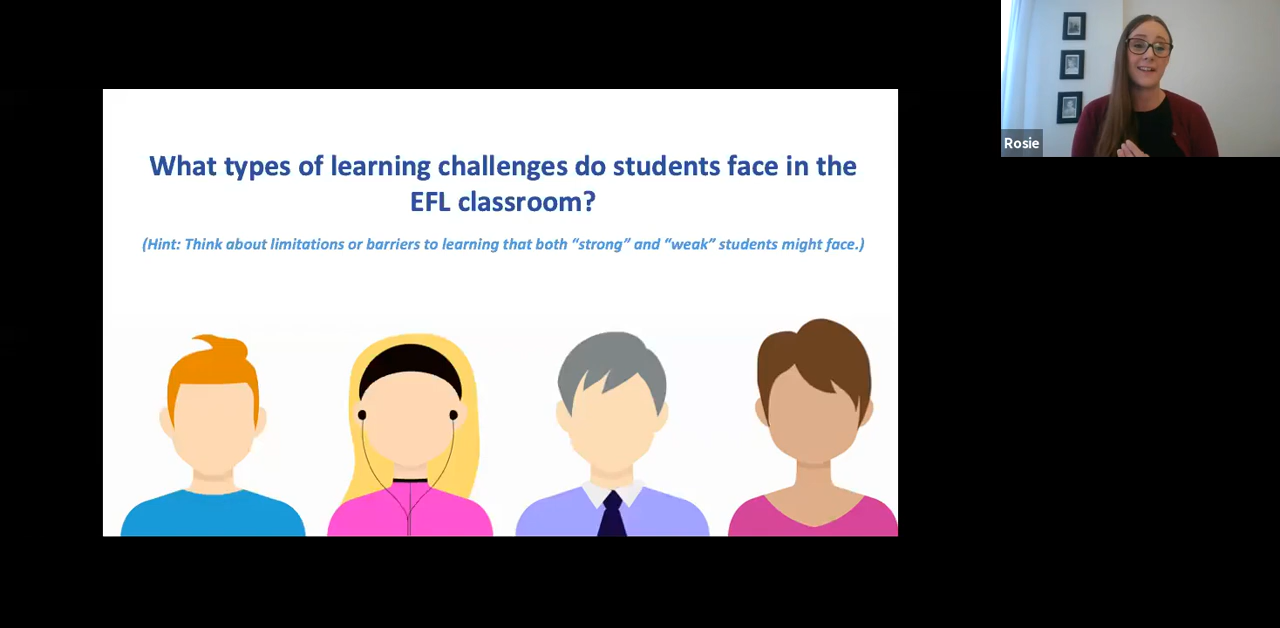 What types of learning challenges do students face in the
EFL classroom?
(Hint: Think about limitations or barriers to learning that both “strong” and “weak” students might face.)
Rosie